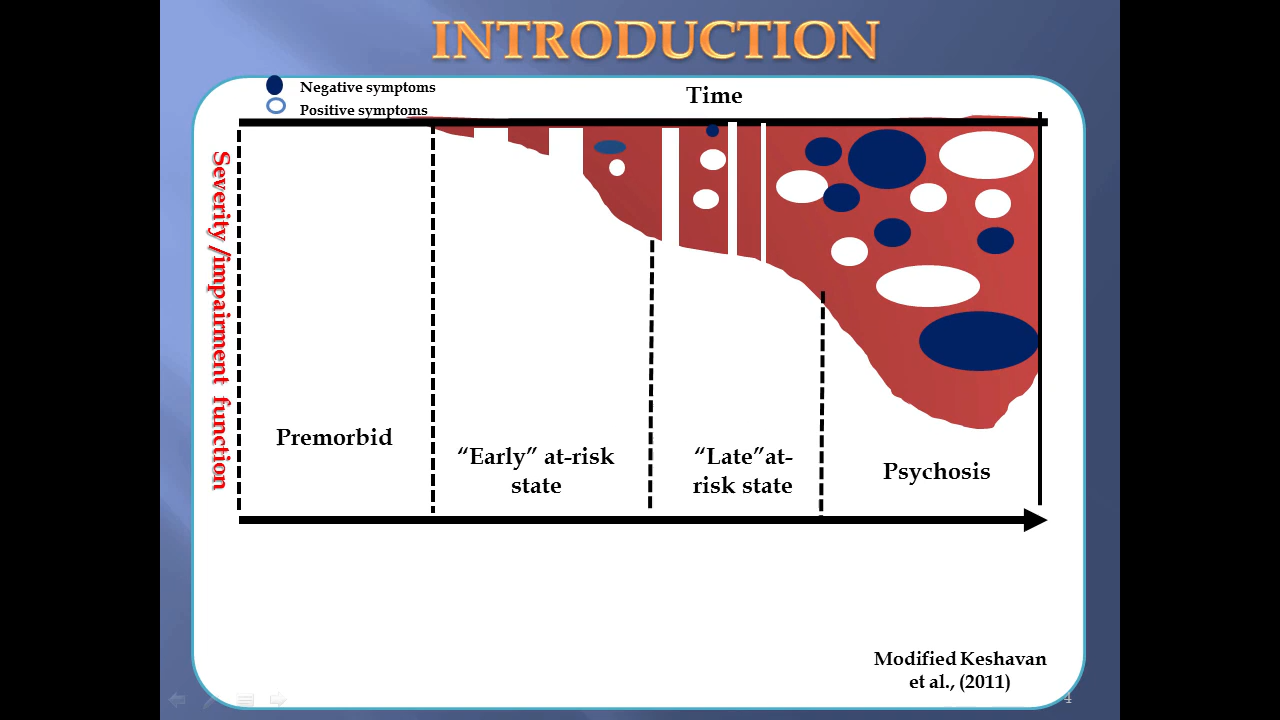 INTRODUCTION
Negative symptoms
Positive symptoms
Time
Severity /impairment function
Premorbid
“Early” at-risk
state
“Late”at-
risk state
Psychosis
Modified Keshavan
et al., (2011)
4